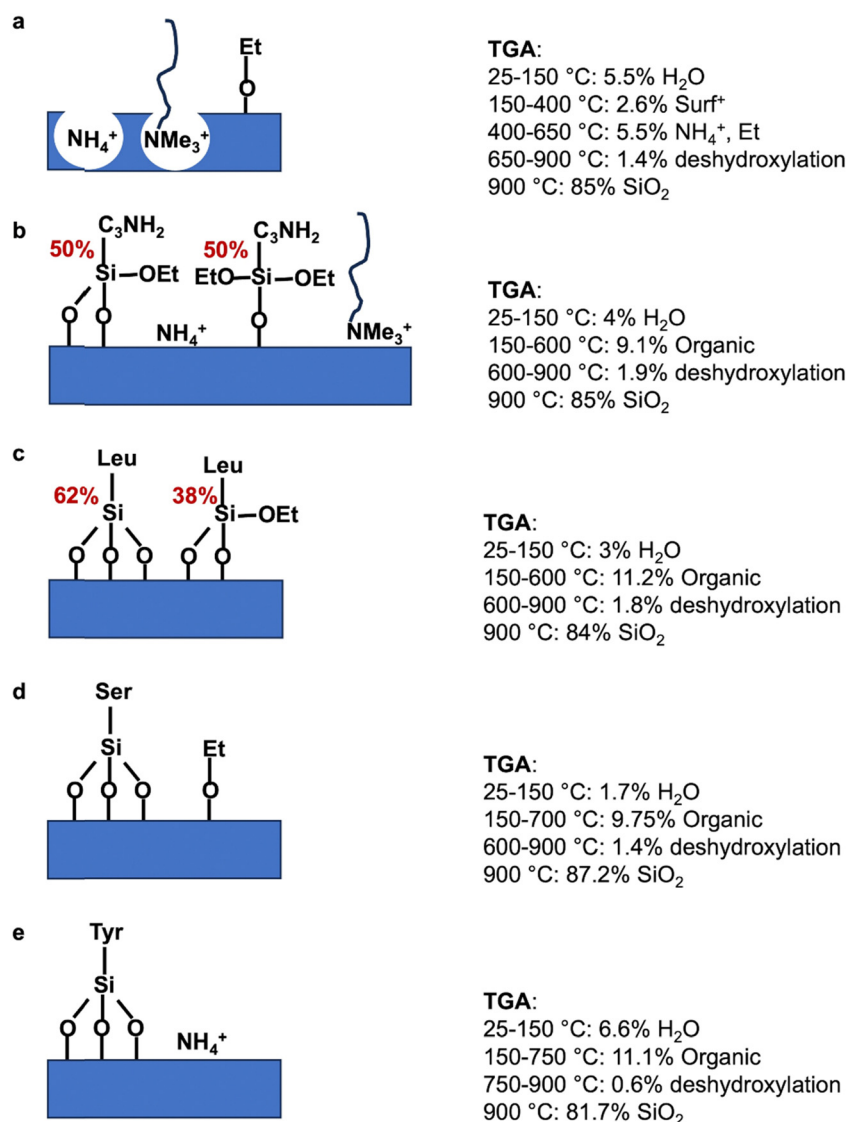 a
Et
O
NH₄⁺
NMe₃⁺
TGA:
25-150 °C: 5.5% H₂O
150-400 °C: 2.6% Surf⁺
400-650 °C: 5.5% NH₄⁺, Et
650-900 °C: 1.4% deshydroxylation
900 °C: 85% SiO₂
b
C₃NH₂
C₃NH₂
50%
50%
Si—OEt
EtO—Si—OEt
O O
O
NH₄⁺
NMe₃⁺
TGA:
25-150 °C: 4% H₂O
150-600 °C: 9.1% Organic
600-900 °C: 1.9% deshydroxylation
900 °C: 85% SiO₂
c
Leu
Leu
62%
38%
Si
Si—OEt
O O O
O O
TGA:
25-150 °C: 3% H₂O
150-600 °C: 11.2% Organic
600-900 °C: 1.8% deshydroxylation
900 °C: 84% SiO₂
d
Ser
Si
Et
O O O
O
TGA:
25-150 °C: 1.7% H₂O
150-700 °C: 9.75% Organic
600-900 °C: 1.4% deshydroxylation
900 °C: 87.2% SiO₂
e
Tyr
Si
O O O
NH₄⁺
TGA:
25-150 °C: 6.6% H₂O
150-750 °C: 11.1% Organic
750-900 °C: 0.6% deshydroxylation
900 °C: 81.7% SiO₂